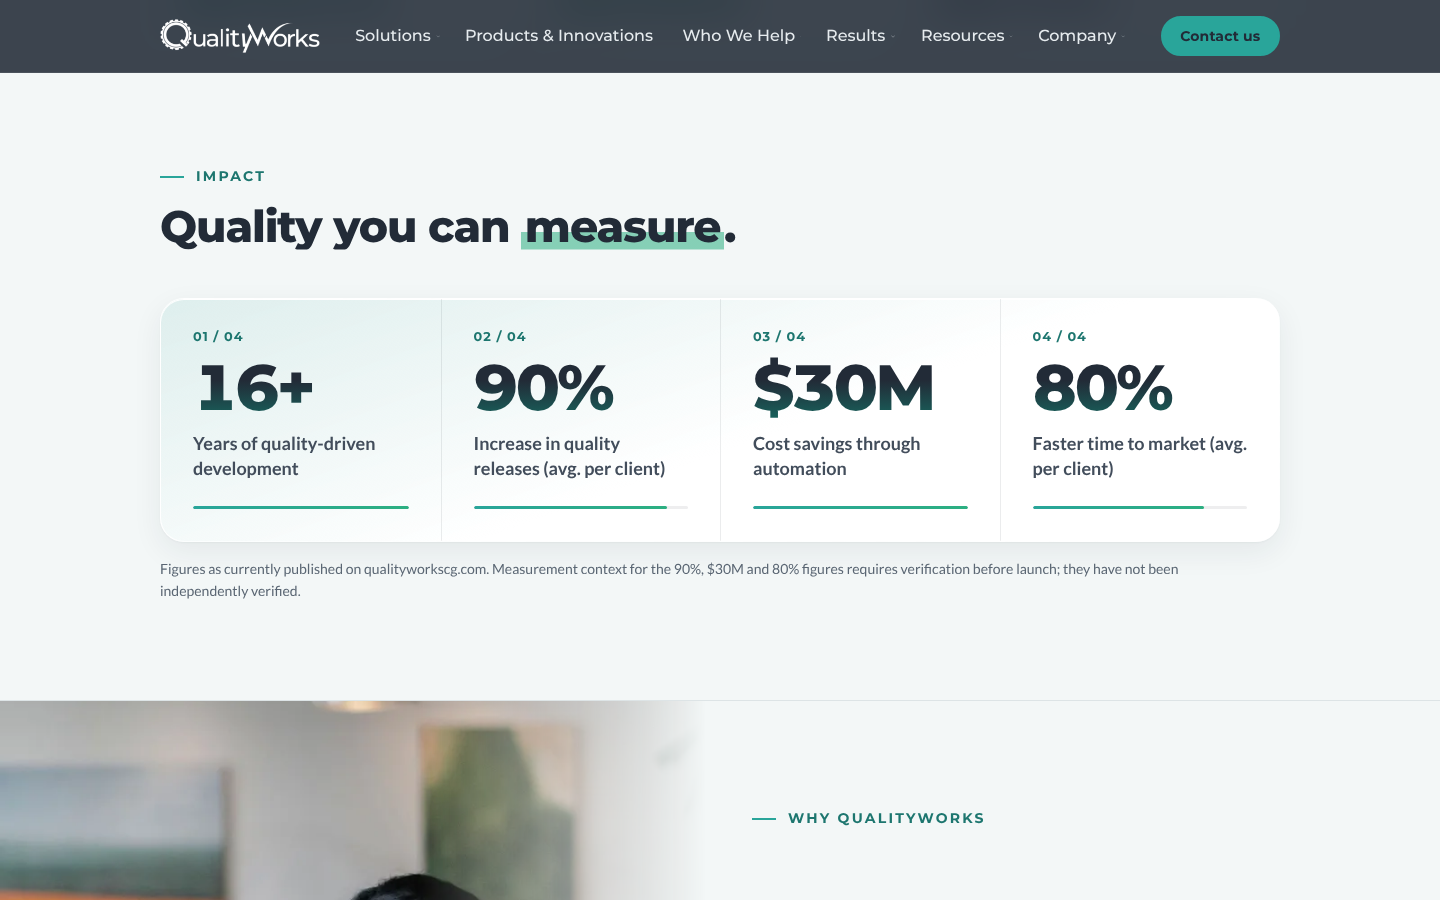 QualityWorks
Solutions
Products & Innovations
Who We Help
Results
Resources
Company
Contact us
IMPACT
Quality you can measure.
01 / 04
16+
Years of quality-driven
development
02 / 04
90%
Increase in quality
releases (avg. per client)
03 / 04
$30M
Cost savings through
automation
04 / 04
80%
Faster time to market (avg.
per client)
Figures as currently published on qualityworkscg.com. Measurement context for the 90%, $30M and 80% figures requires verification before launch; they have not been
independently verified.
WHY QUALITYWORKS